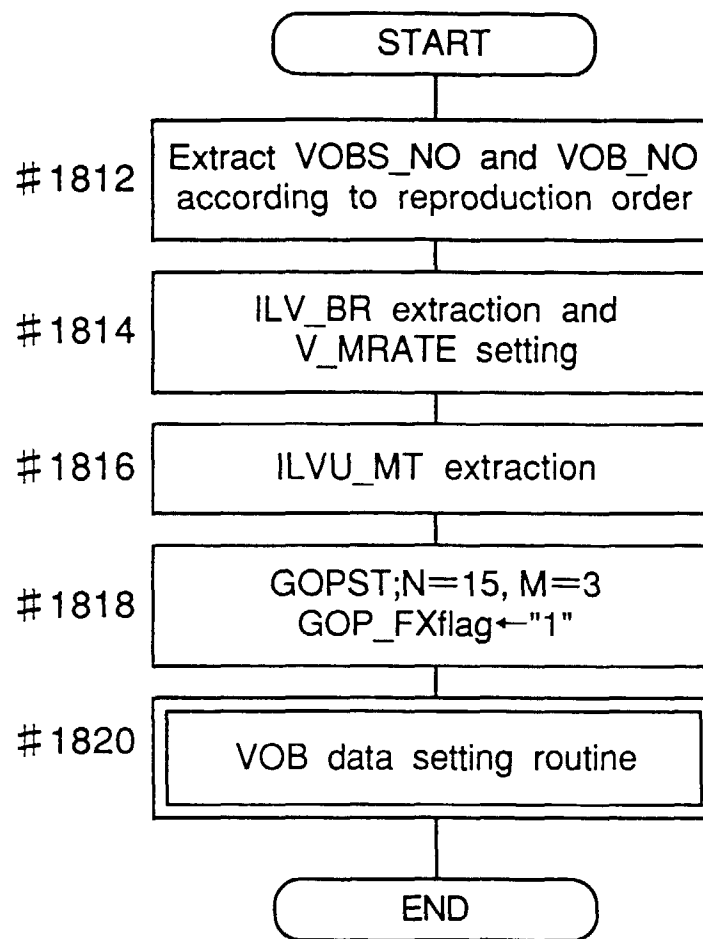 START
#1812
Extract VOBS_NO and VOB_NO
according to reproduction order
#1814
ILV_BR extraction and
V_MRATE setting
#1816
ILVU_MT extraction
#1818
GOPST;N=15, M=3
GOP_FXflag←"1"
#1820
VOB data setting routine
END